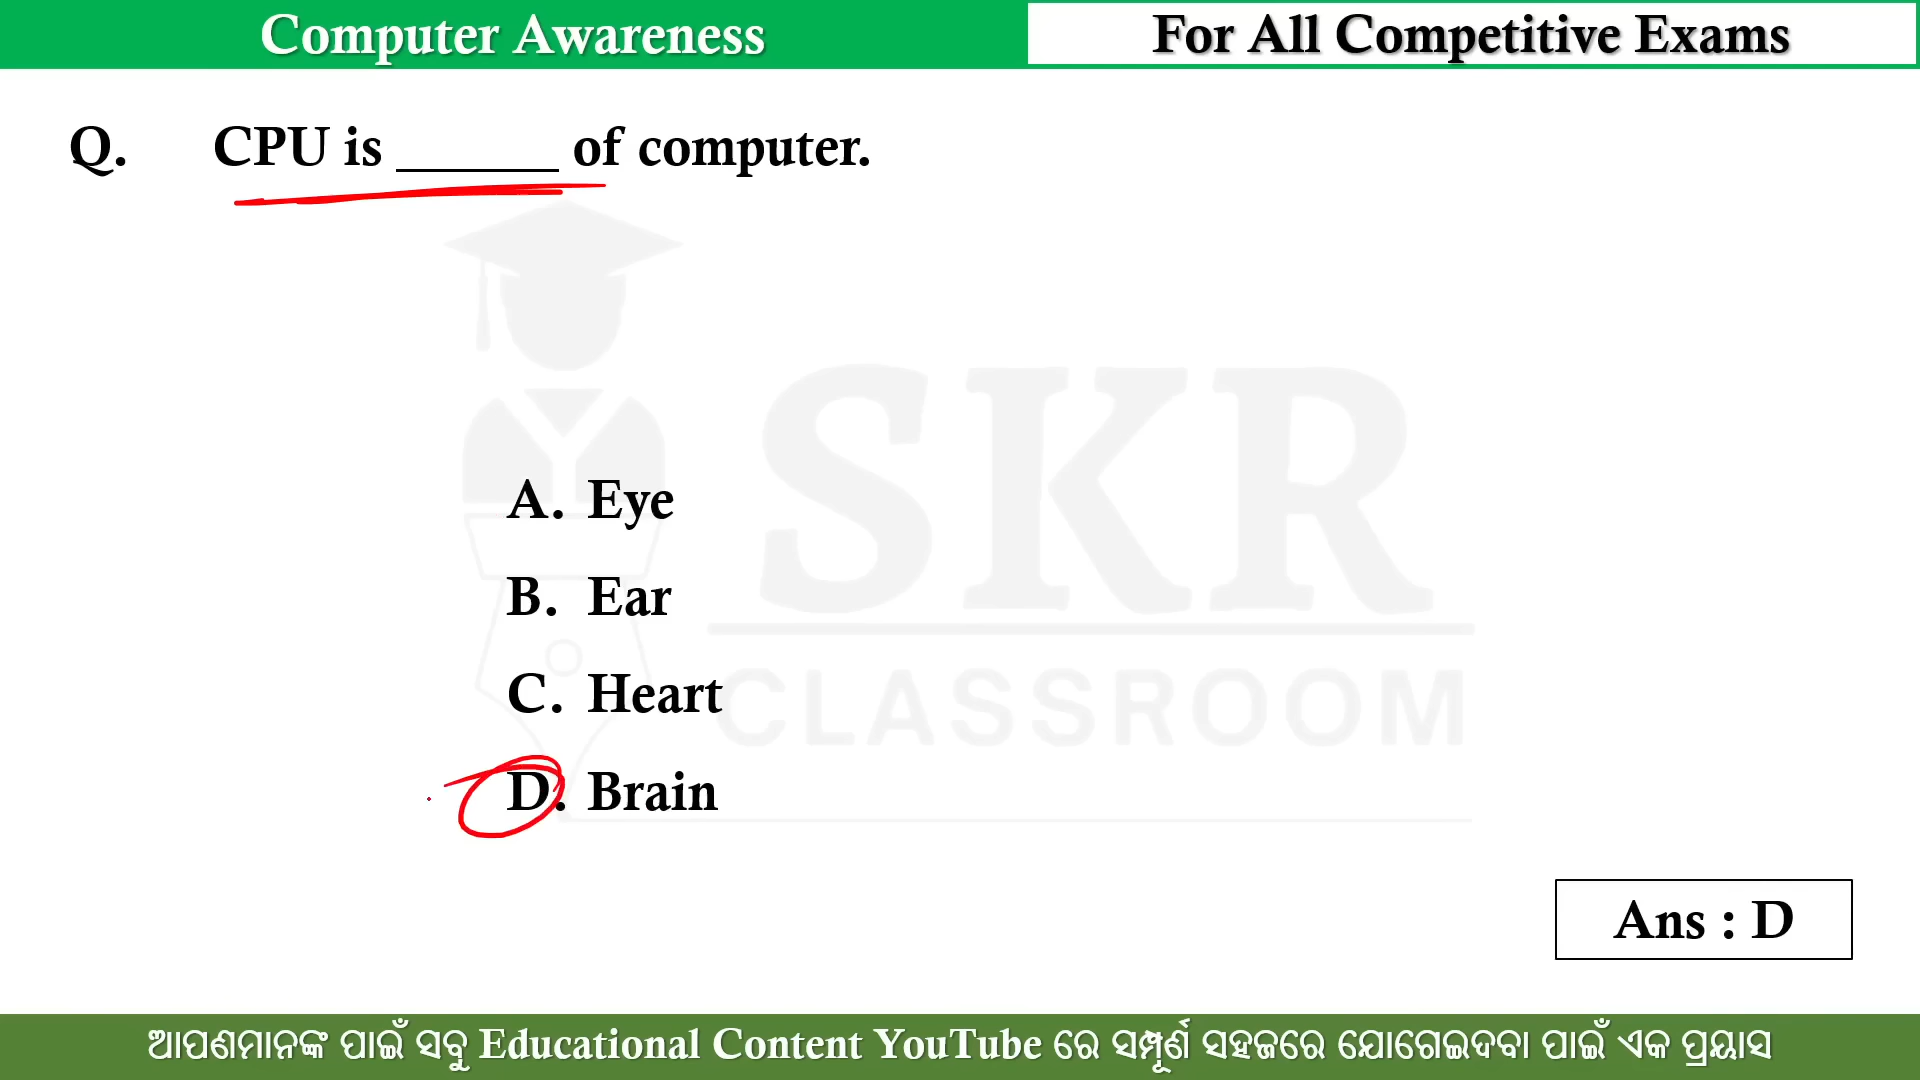 Computer Awareness
For All Competitive Exams
Q. CPU is ______ of computer.
A. Eye
B. Ear
C. Heart
D. Brain
SKR
CLASSROOM
Ans : D
ଆପଣମାନଙ୍କ ପାଇଁ ସବୁ Educational Content YouTube ରେ ସମ୍ପୂର୍ଣ ସହଜରେ ଯୋଗେଇଦବା ପାଇଁ ଏକ ପ୍ରୟାସ